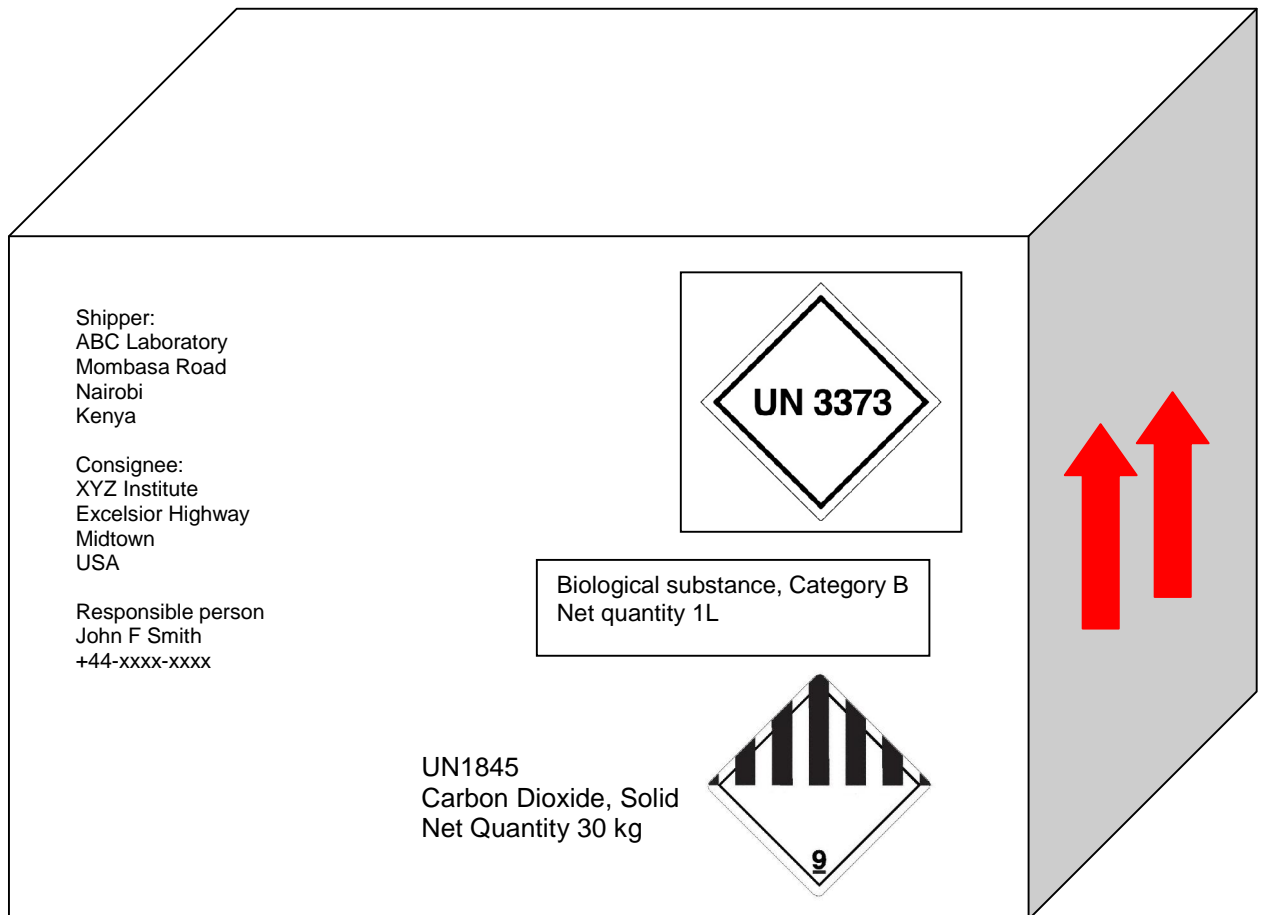 Shipper:
ABC Laboratory
Mombasa Road
Nairobi
Kenya
Consignee:
XYZ Institute
Excelsior Highway
Midtown
USA
Responsible person
John F Smith
+44-xxxx-xxxx
UN 3373
Biological substance, Category B
Net quantity 1L
UN1845
Carbon Dioxide, Solid
Net Quantity 30 kg
9